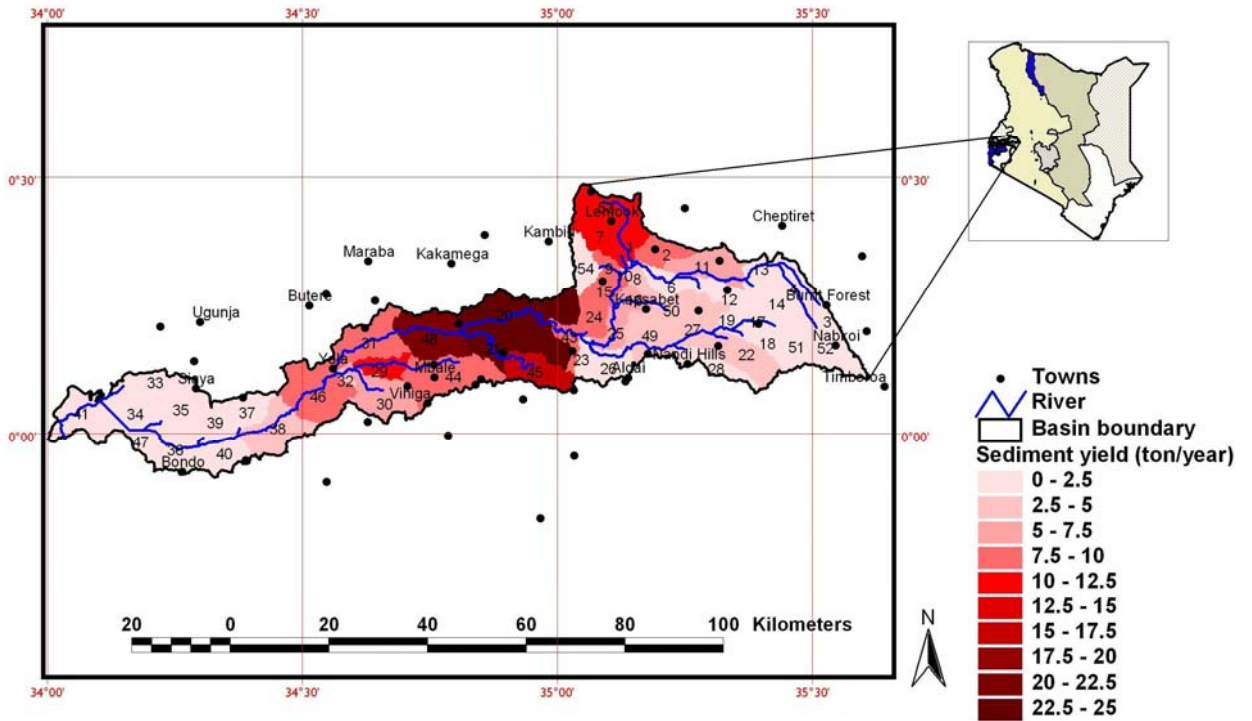 34°00' 34°30' 35°00' 35°30'
0°30' 0°30'
Lemook
Cheptiret
Kambiri
7
1 2
Maraba
Kakamega
54 9 11 13
8
6
Butere
15
Kapsabet
12 14
Burnt Forest
Ugunja
24 50
3
20
19 17
31 48
25 49 27 18 Nabkoi
Yala
23
Nandi Hills
22 51 52
29 Mbale 45
26 Aldai
28
Timboroa
33 Siaya
32 44
46 Vihiga
30
41 34 35 39 37
38
47
40
Bondo
0°00' 0°00'
20 0 20 40 60 80 100 Kilometers
N
34°00' 34°30' 35°00' 35°30'
Towns
River
Basin boundary
Sediment yield (ton/year)
0 - 2.5
2.5 - 5
5 - 7.5
7.5 - 10
10 - 12.5
12.5 - 15
15 - 17.5
17.5 - 20
20 - 22.5
22.5 - 25